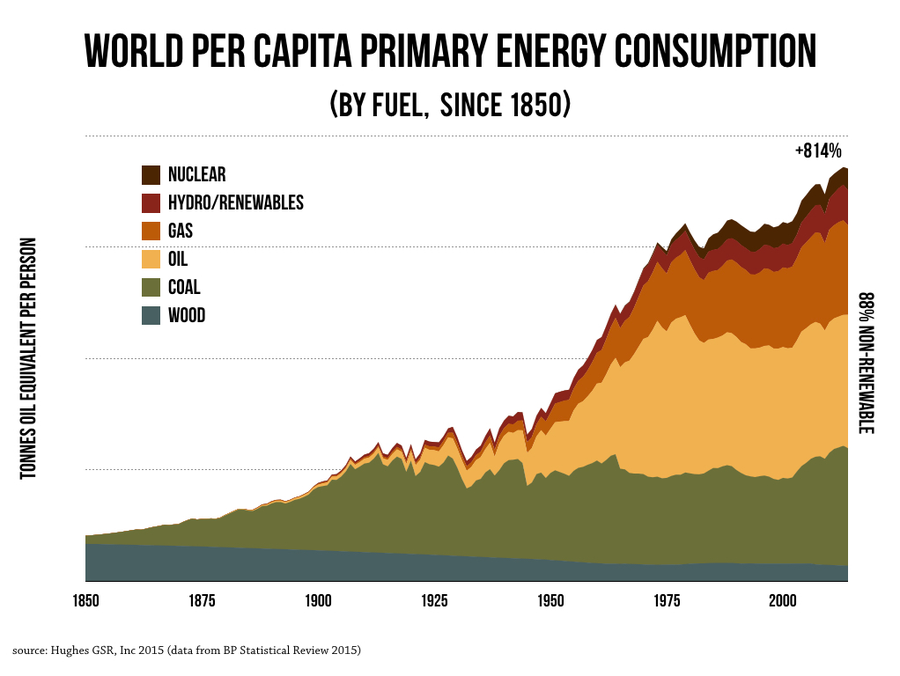 WORLD PER CAPITA PRIMARY ENERGY CONSUMPTION
(BY FUEL, SINCE 1850)
+814%
NUCLEAR
HYDRO/RENEWABLES
GAS
OIL
COAL
WOOD
TONNES OIL EQUIVALENT PER PERSON
88% NON-RENEWABLE
1850 1875 1900 1925 1950 1975 2000
source: Hughes GSR, Inc 2015 (data from BP Statistical Review 2015)